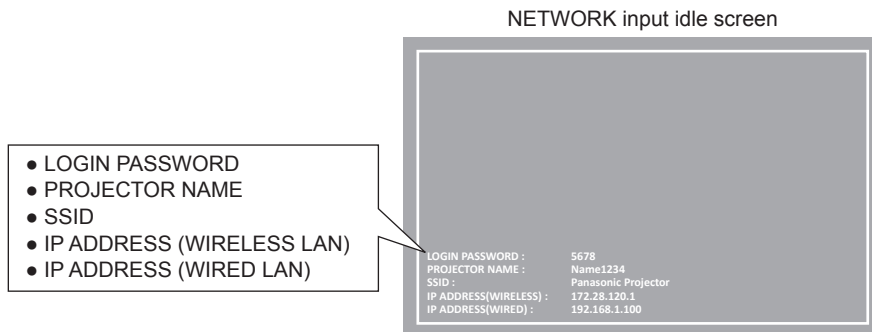 NETWORK input idle screen
● LOGIN PASSWORD
● PROJECTOR NAME
● SSID
● IP ADDRESS (WIRELESS LAN)
● IP ADDRESS (WIRED LAN)
LOGIN PASSWORD : 5678
PROJECTOR NAME : Name1234
SSID : Panasonic Projector
IP ADDRESS(WIRELESS) : 172.28.120.1
IP ADDRESS(WIRED) : 192.168.1.100